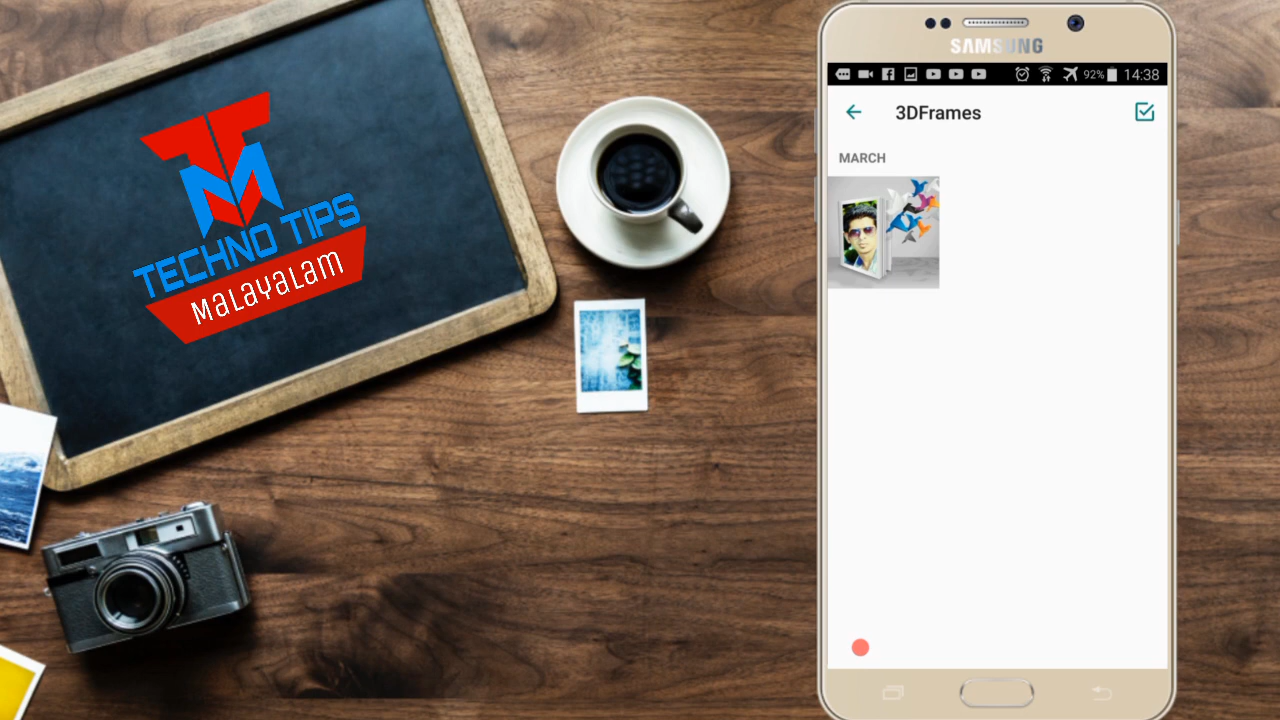 TECHNO TIPS
Malayalam
SAMSUNG
92% 14:38
3DFrames
MARCH